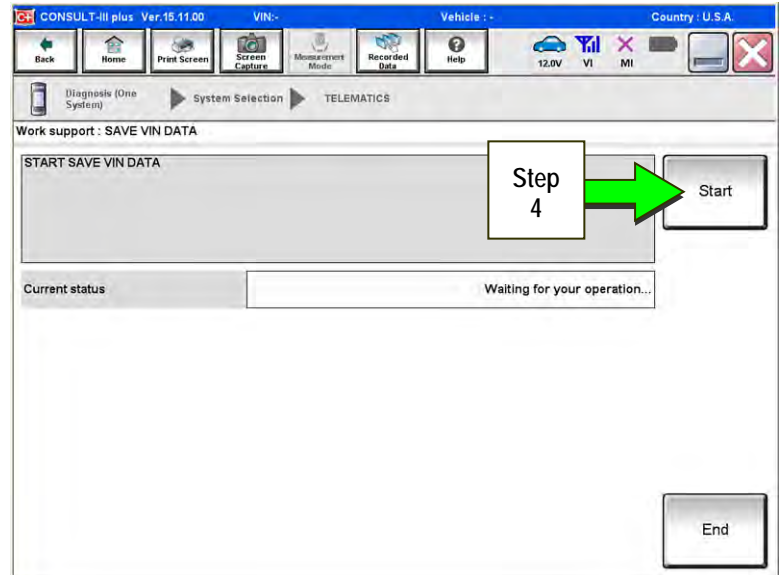 C+ CONSULT-III plus Ver.15.11.00 VIN:- Vehicle : - Country : U.S.A.
Back Home Print Screen Screen Capture Measurement Mode Recorded Data Help 12.0V VI MI
Diagnosis (One System) System Selection TELEMATICS
Work support : SAVE VIN DATA
START SAVE VIN DATA
Step
4
Start
Current status Waiting for your operation...
End